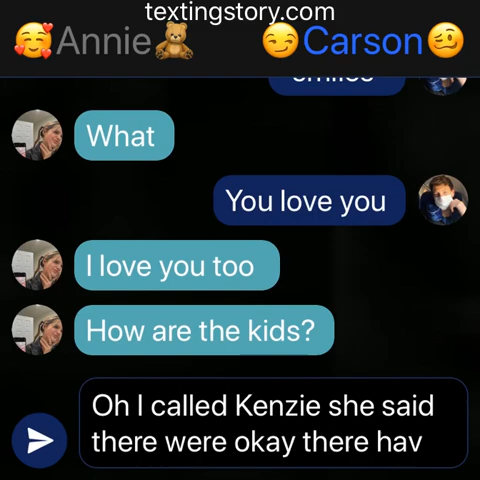 textingstory.com
🥰Annie🧸 😏Carson🥴
smiles
What
You love you
I love you too
How are the kids?
Oh I called Kenzie she said
there were okay there hav